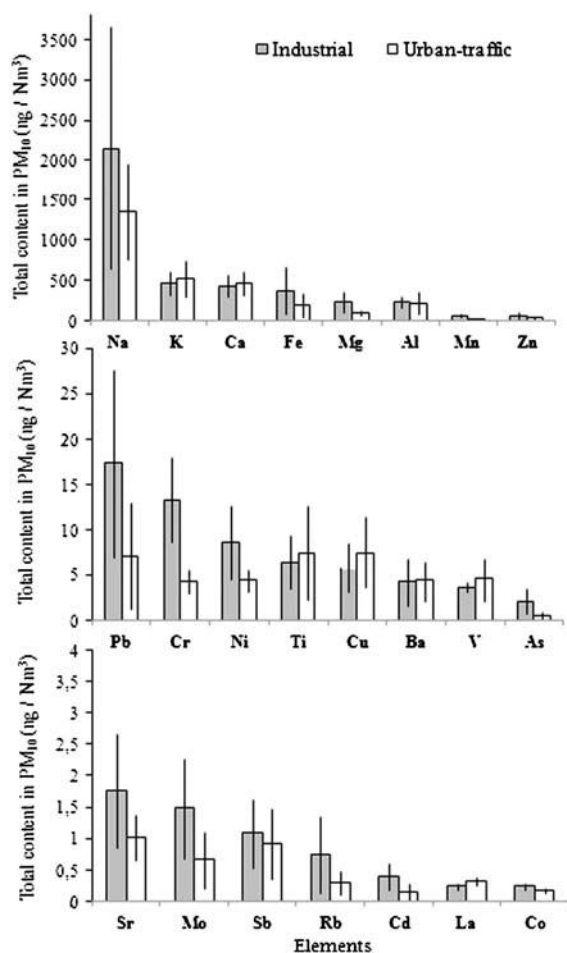 Total content in PM10 (ng / Nm3)
3500
3000
2500
2000
1500
1000
500
0
Industrial
Urban-traffic
Na K Ca Fe Mg Al Mn Zn
Total content in PM10 (ng / Nm3)
30
25
20
15
10
5
0
Pb Cr Ni Ti Cu Ba V As
Total content in PM10 (ng / Nm3)
4
3,5
3
2,5
2
1,5
1
0,5
0
Sr Mo Sb Rb Cd La Co
Elements